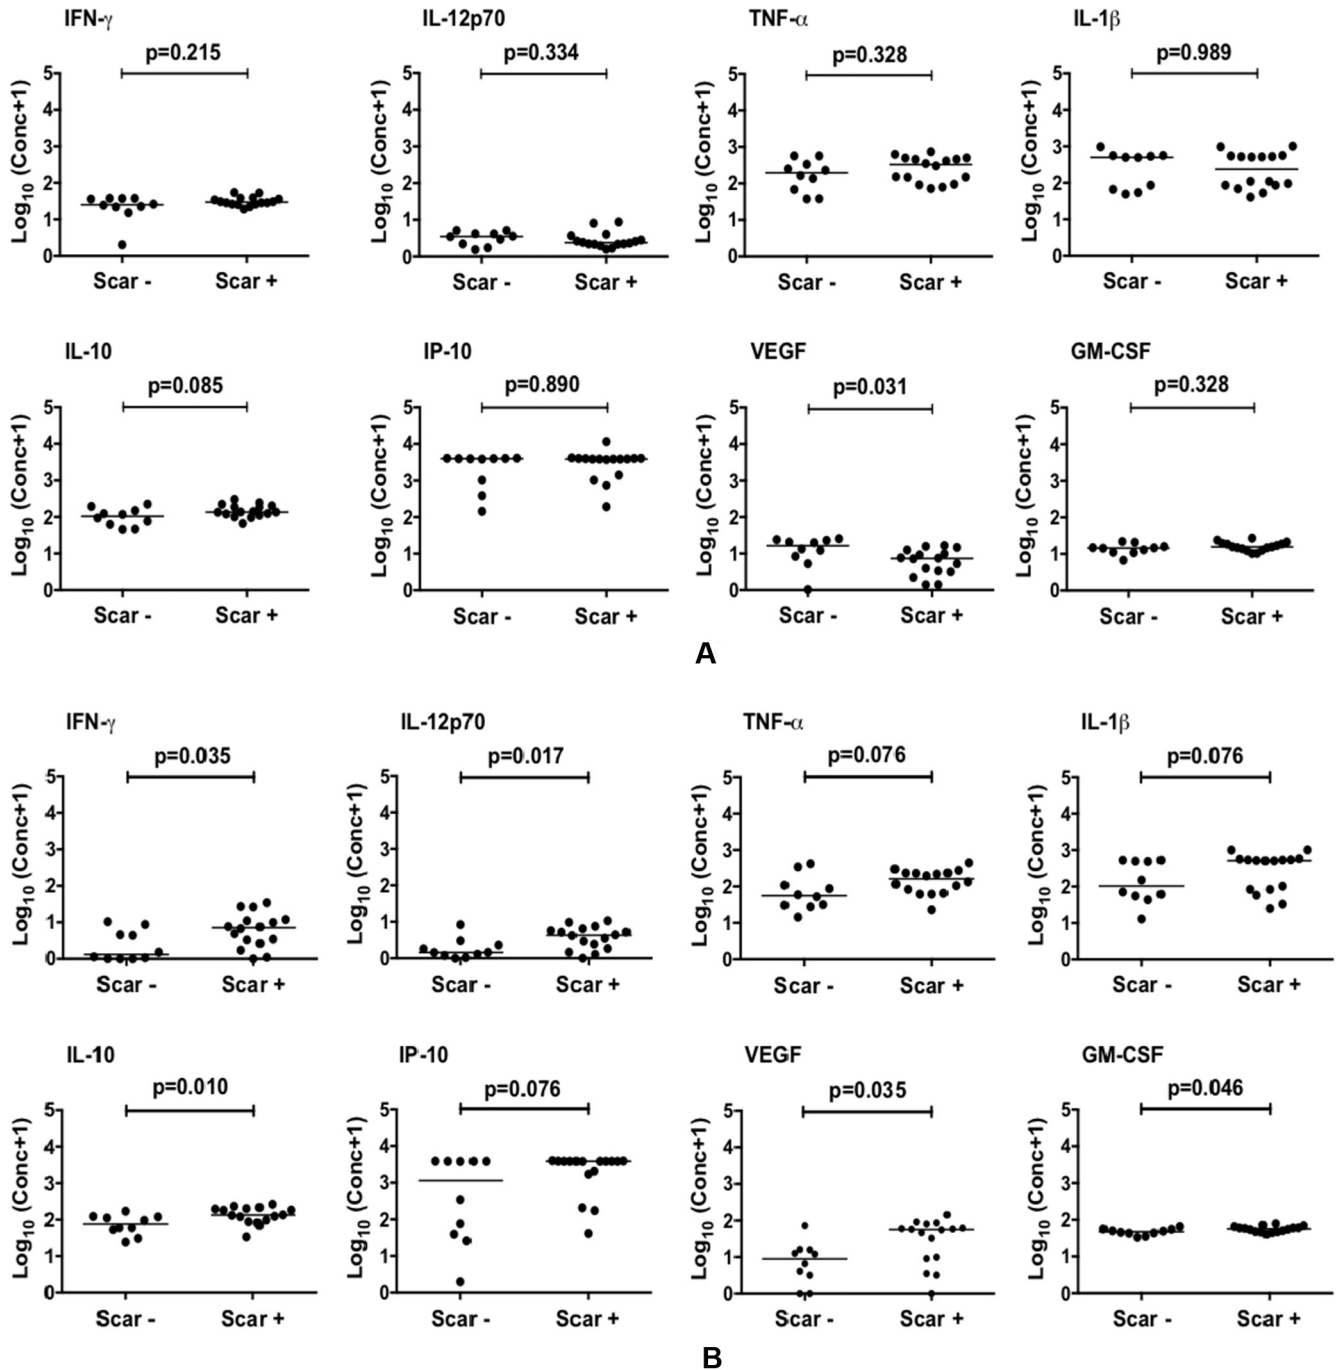 IFN-γ IL-12p70 TNF-α IL-1β
p=0.215 p=0.334 p=0.328 p=0.989
Log10 (Conc+1) Log10 (Conc+1) Log10 (Conc+1) Log10 (Conc+1)
5 5 5 5
4 4 4 4
3 3 3 3
2 2 2 2
1 1 1 1
0 0 0 0
Scar - Scar + Scar - Scar + Scar - Scar + Scar - Scar +
IL-10 IP-10 VEGF GM-CSF
p=0.085 p=0.890 p=0.031 p=0.328
Log10 (Conc+1) Log10 (Conc+1) Log10 (Conc+1) Log10 (Conc+1)
5 5 5 5
4 4 4 4
3 3 3 3
2 2 2 2
1 1 1 1
0 0 0 0
Scar - Scar + Scar - Scar + Scar - Scar + Scar - Scar +
A
IFN-γ IL-12p70 TNF-α IL-1β
p=0.035 p=0.017 p=0.076 p=0.076
Log10 (Conc+1) Log10 (Conc+1) Log10 (Conc+1) Log10 (Conc+1)
5 5 5 5
4 4 4 4
3 3 3 3
2 2 2 2
1 1 1 1
0 0 0 0
Scar - Scar + Scar - Scar + Scar - Scar + Scar - Scar +
IL-10 IP-10 VEGF GM-CSF
p=0.010 p=0.076 p=0.035 p=0.046
Log10 (Conc+1) Log10 (Conc+1) Log10 (Conc+1) Log10 (Conc+1)
5 5 5 5
4 4 4 4
3 3 3 3
2 2 2 2
1 1 1 1
0 0 0 0
Scar - Scar + Scar - Scar + Scar - Scar + Scar - Scar +
B